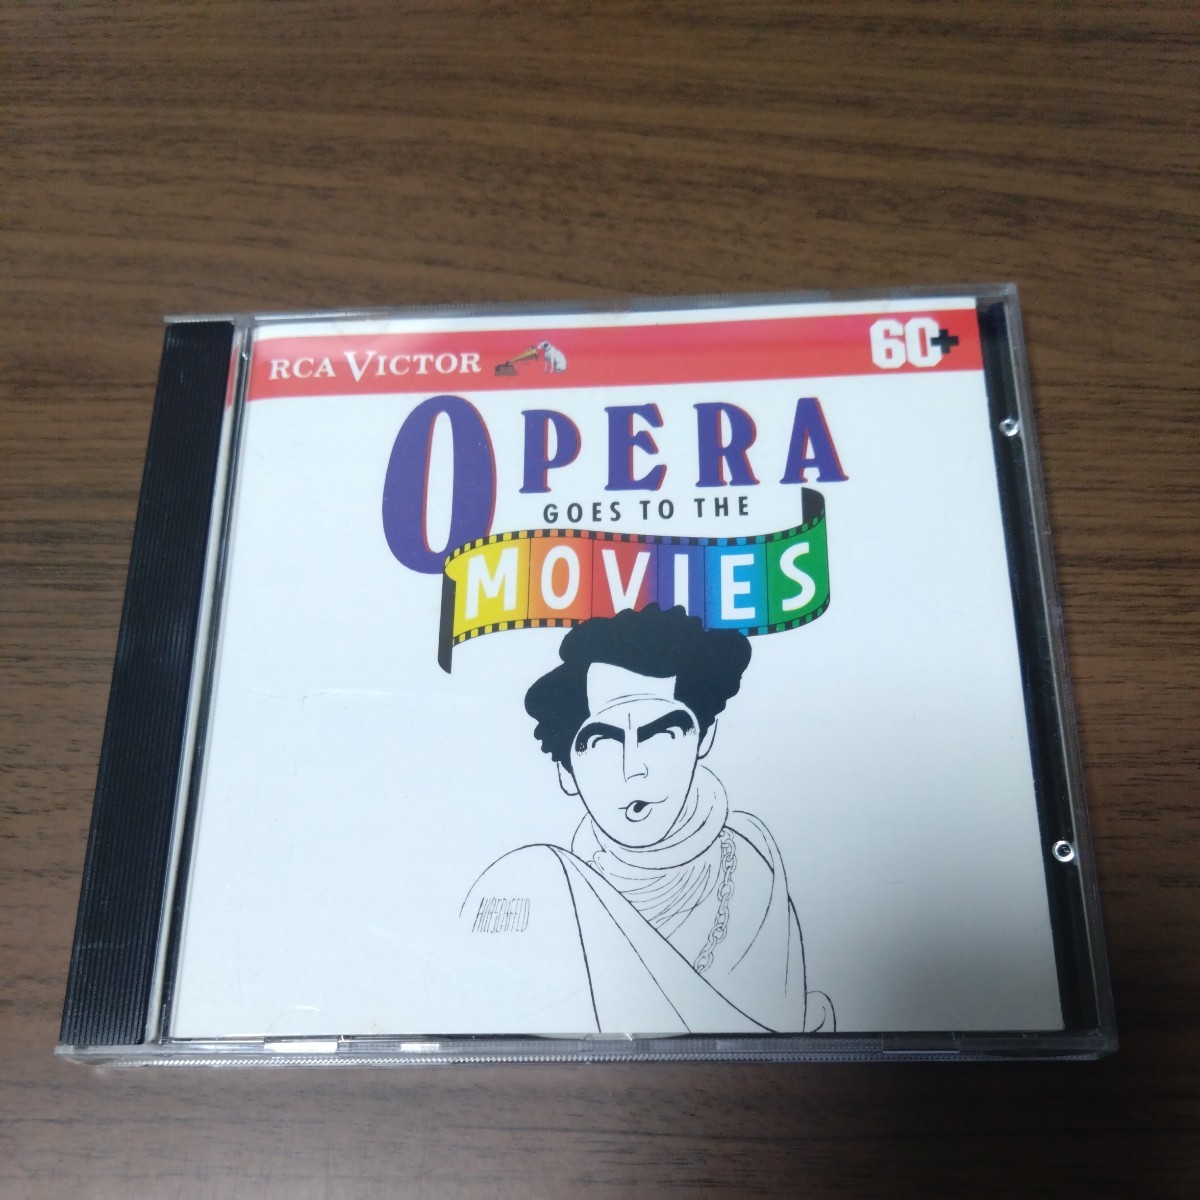 RCA VICTOR
60+
OPERA
GOES TO THE
MOVIES
HIRSCHFELD